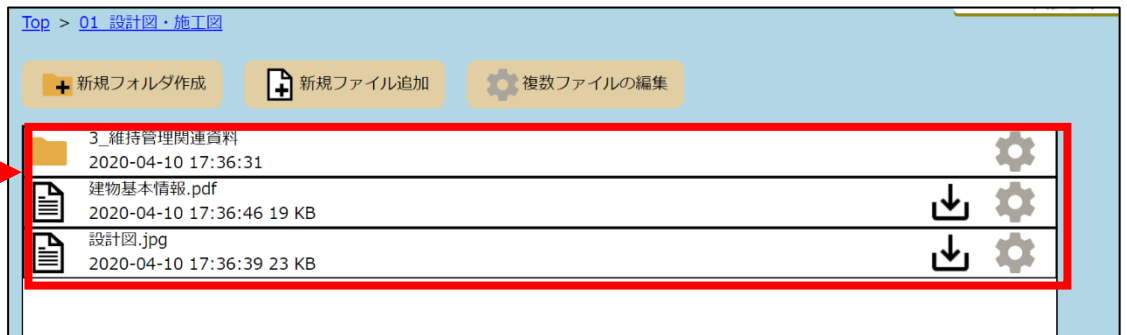 Top > 01_設計図・施工図
新規フォルダ作成 新規ファイル追加 複数ファイルの編集
3_維持管理関連資料
2020-04-10 17:36:31
建物基本情報.pdf
2020-04-10 17:36:46 19 KB
設計図.jpg
2020-04-10 17:36:39 23 KB